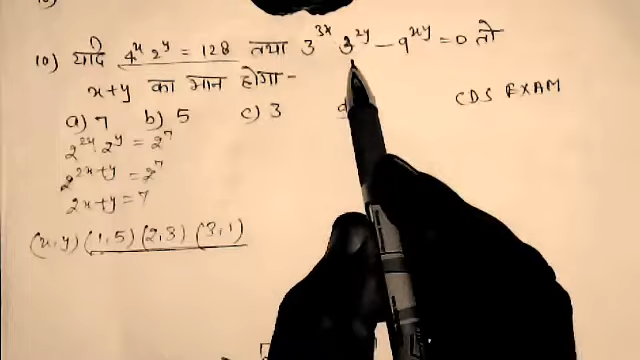 10) यदि 4^x 2^y = 128 तथा 3^3x 3^2y - 9^xy = 0 तो
x+y का मान होगा-
a) 7 b) 5 c) 3
CDS EXAM
2^2x 2^y = 2^7
2^2x+y = 2^7
2x+y = 7
(x,y) (1,5) (2,3) (3,1)